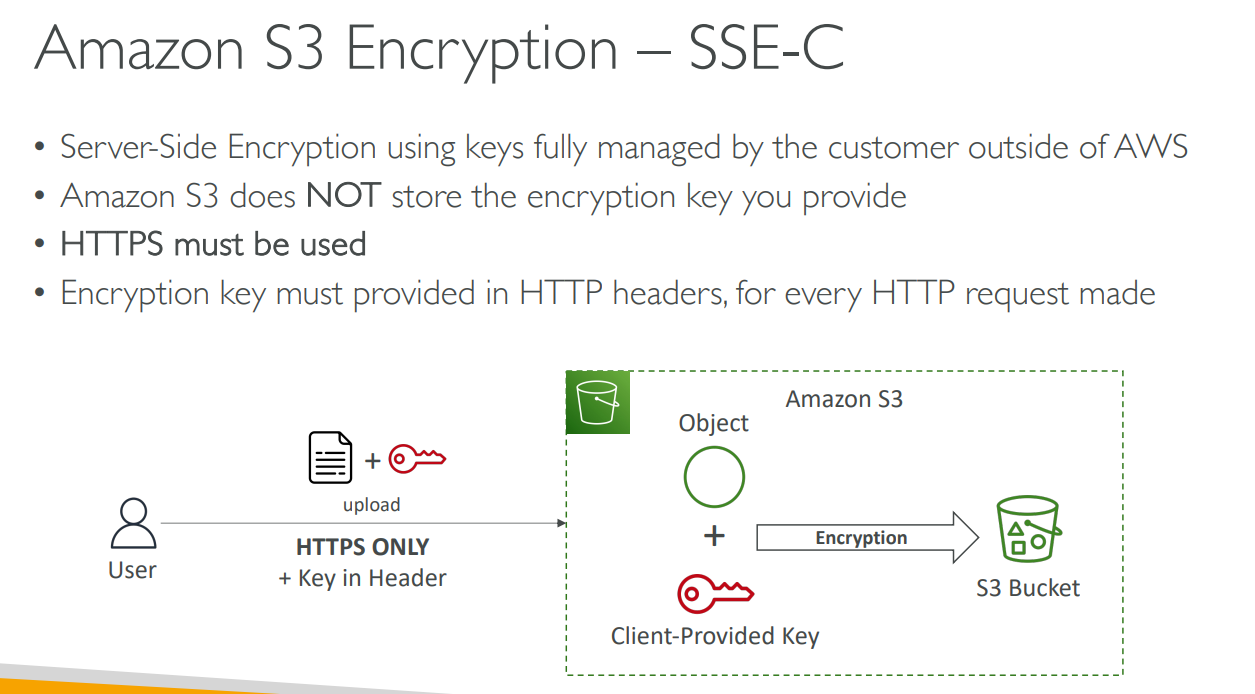 Amazon S3 Encryption – SSE-C
• Server-Side Encryption using keys fully managed by the customer outside of AWS
• Amazon S3 does NOT store the encryption key you provide
• HTTPS must be used
• Encryption key must provided in HTTP headers, for every HTTP request made
User
+
upload
HTTPS ONLY
+ Key in Header
Amazon S3
Object
+
Client-Provided Key
Encryption
S3 Bucket